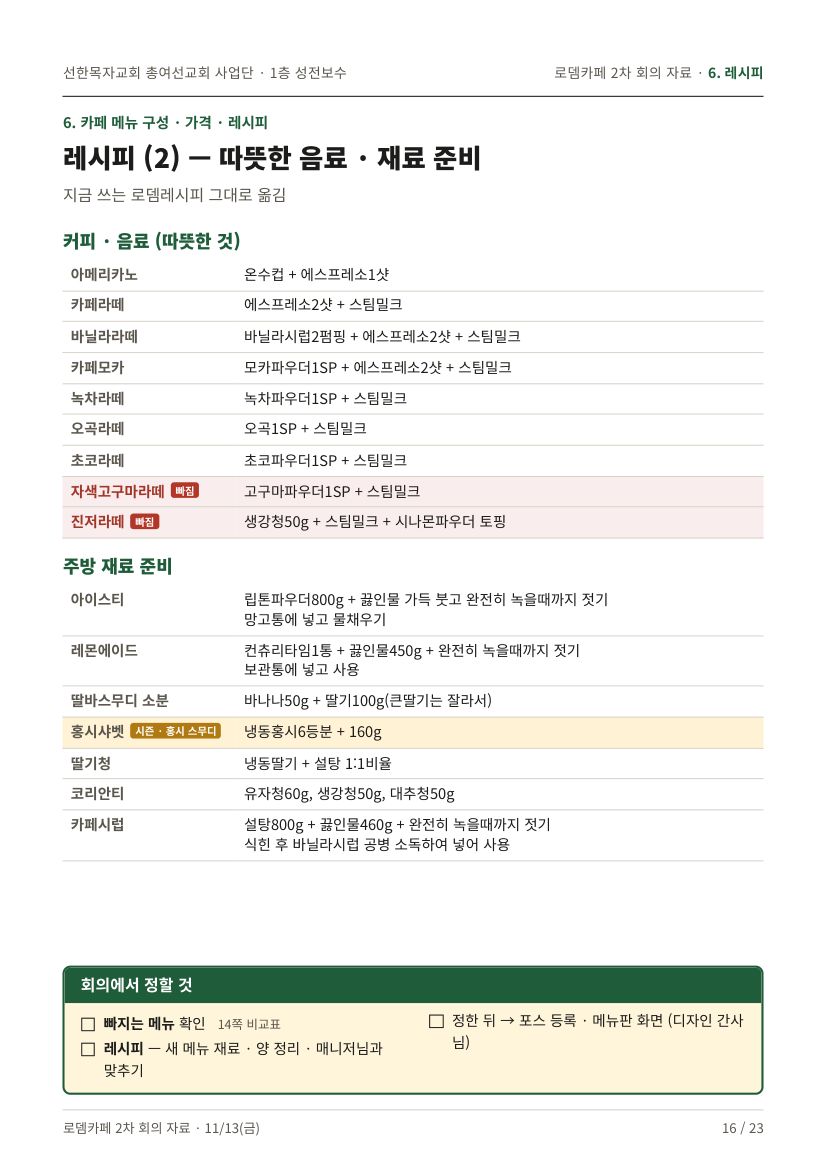 선한목자교회 총여선교회 사업단 · 1층 성전보수
로뎀카페 2차 회의 자료 · 6. 레시피
6. 카페 메뉴 구성 · 가격 · 레시피
레시피 (2) — 따뜻한 음료 · 재료 준비
지금 쓰는 로뎀레시피 그대로 옮김
커피 · 음료 (따뜻한 것)
아메리카노 온수컵 + 에스프레소1샷
카페라떼 에스프레소2샷 + 스팀밀크
바닐라라떼 바닐라시럽2펌핑 + 에스프레소2샷 + 스팀밀크
카페모카 모카파우더1SP + 에스프레소2샷 + 스팀밀크
녹차라떼 녹차파우더1SP + 스팀밀크
오곡라떼 오곡1SP + 스팀밀크
초코라떼 초코파우더1SP + 스팀밀크
자색고구마라떼 빠짐 고구마파우더1SP + 스팀밀크
진저라떼 빠짐 생강청50g + 스팀밀크 + 시나몬파우더 토핑
주방 재료 준비
아이스티 립톤파우더800g + 끓인물 가득 붓고 완전히 녹을때까지 젓기
망고통에 넣고 물채우기
레몬에이드 컨츄리타임1통 + 끓인물450g + 완전히 녹을때까지 젓기
보관통에 넣고 사용
딸바스무디 소분 바나나50g + 딸기100g(큰딸기는 잘라서)
홍시샤벳 시즌 · 홍시 스무디 냉동홍시6등분 + 160g
딸기청 냉동딸기 + 설탕 1:1비율
코리안티 유자청60g, 생강청50g, 대추청50g
카페시럽 설탕800g + 끓인물460g + 완전히 녹을때까지 젓기
식힌 후 바닐라시럽 공병 소독하여 넣어 사용
회의에서 정할 것
☐ 빠지는 메뉴 확인 14쪽 비교표
☐ 레시피 — 새 메뉴 재료 · 양 정리 · 매니저님과
맞추기
☐ 정한 뒤 → 포스 등록 · 메뉴판 화면 (디자인 간사
님)
로뎀카페 2차 회의 자료 · 11/13(금)
16 / 23